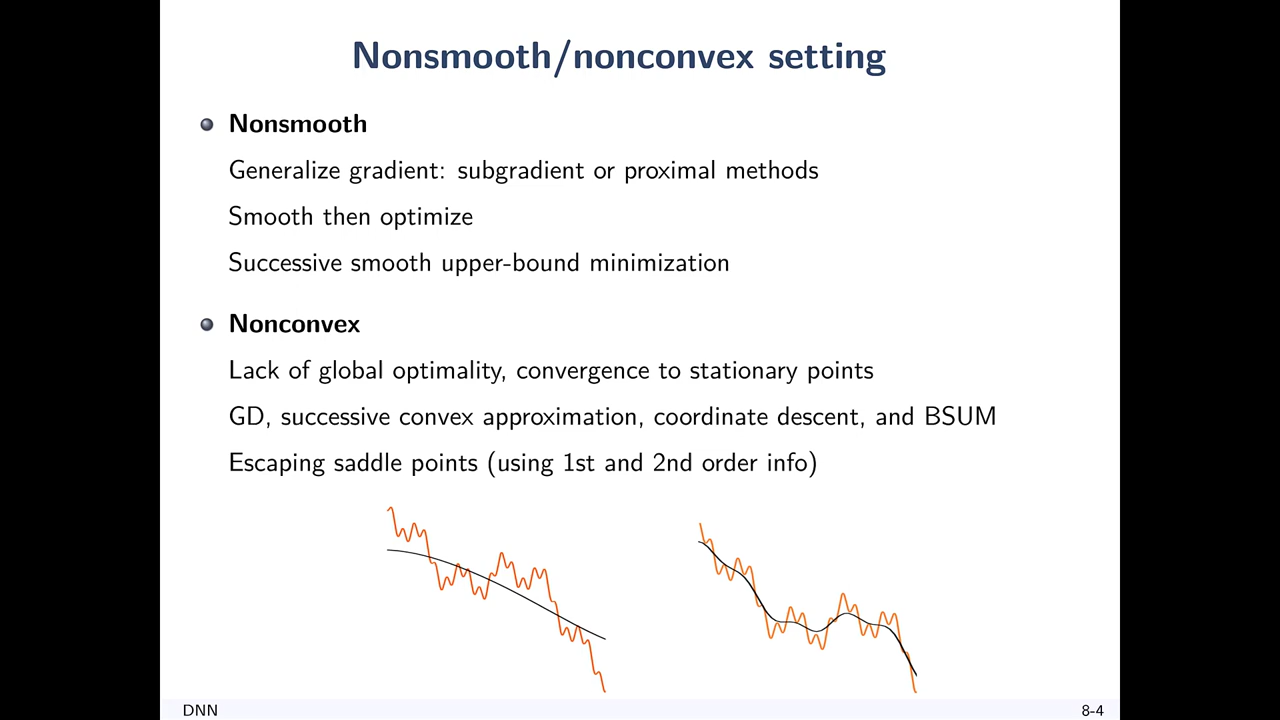 Nonsmooth/nonconvex setting
Nonsmooth
Generalize gradient: subgradient or proximal methods
Smooth then optimize
Successive smooth upper-bound minimization
Nonconvex
Lack of global optimality, convergence to stationary points
GD, successive convex approximation, coordinate descent, and BSUM
Escaping saddle points (using 1st and 2nd order info)
DNN
8-4